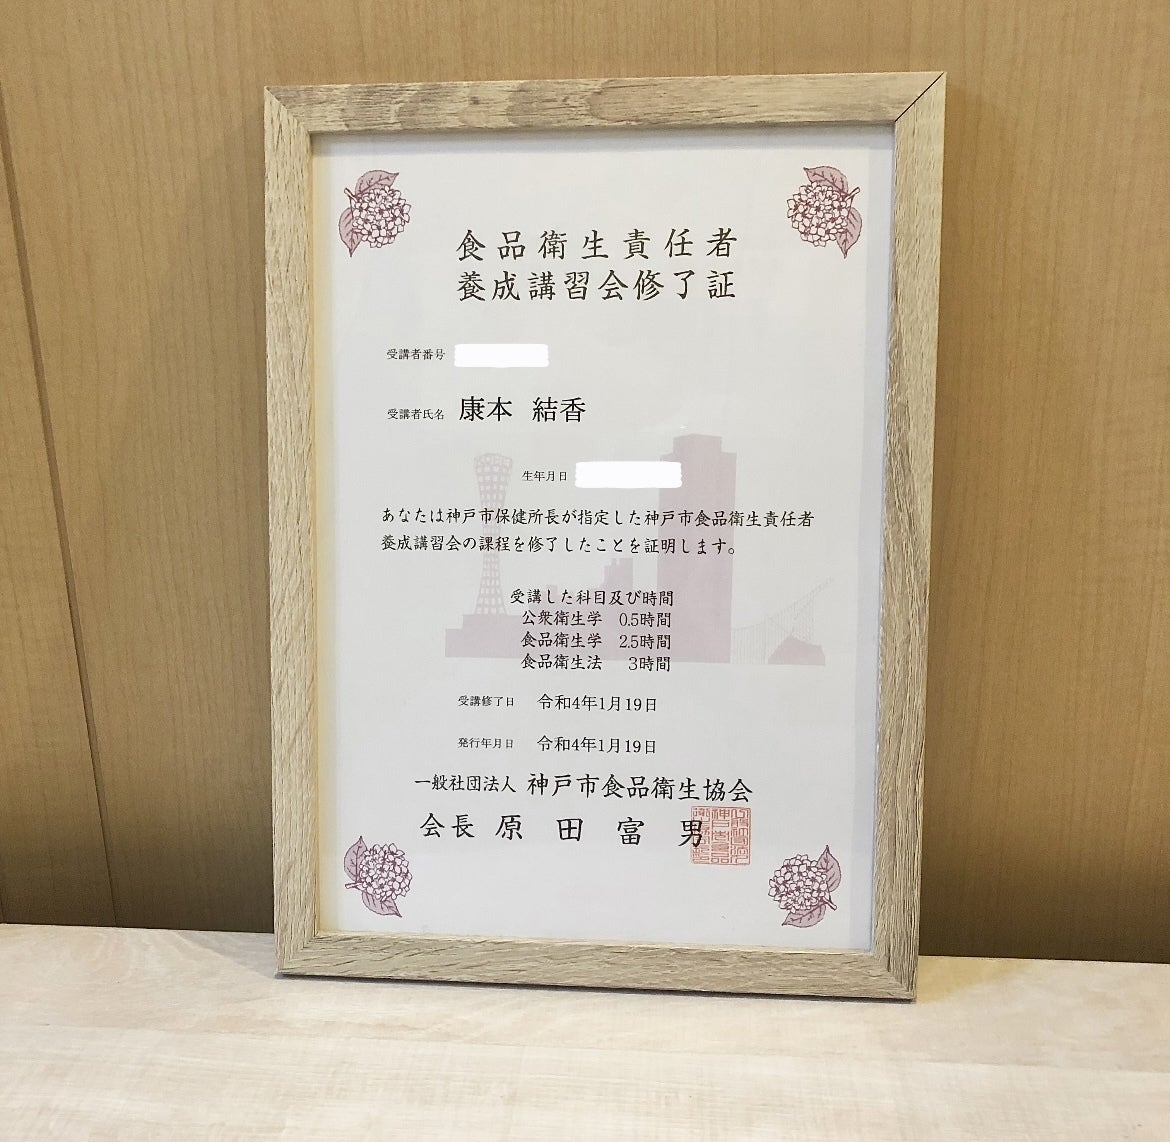 食品衛生責任者
養成講習会修了証
受講者番号
受講者氏名 康本 結香
生年月日
あなたは神戸市保健所長が指定した神戸市食品衛生責任者
養成講習会の課程を修了したことを証明します。
受講した科目及び時間
公衆衛生学 0.5時間
食品衛生学 2.5時間
食品衛生法 3時間
受講修了日 令和4年1月19日
発行年月日 令和4年1月19日
一般社団法人 神戸市食品衛生協会
会長 原田富男